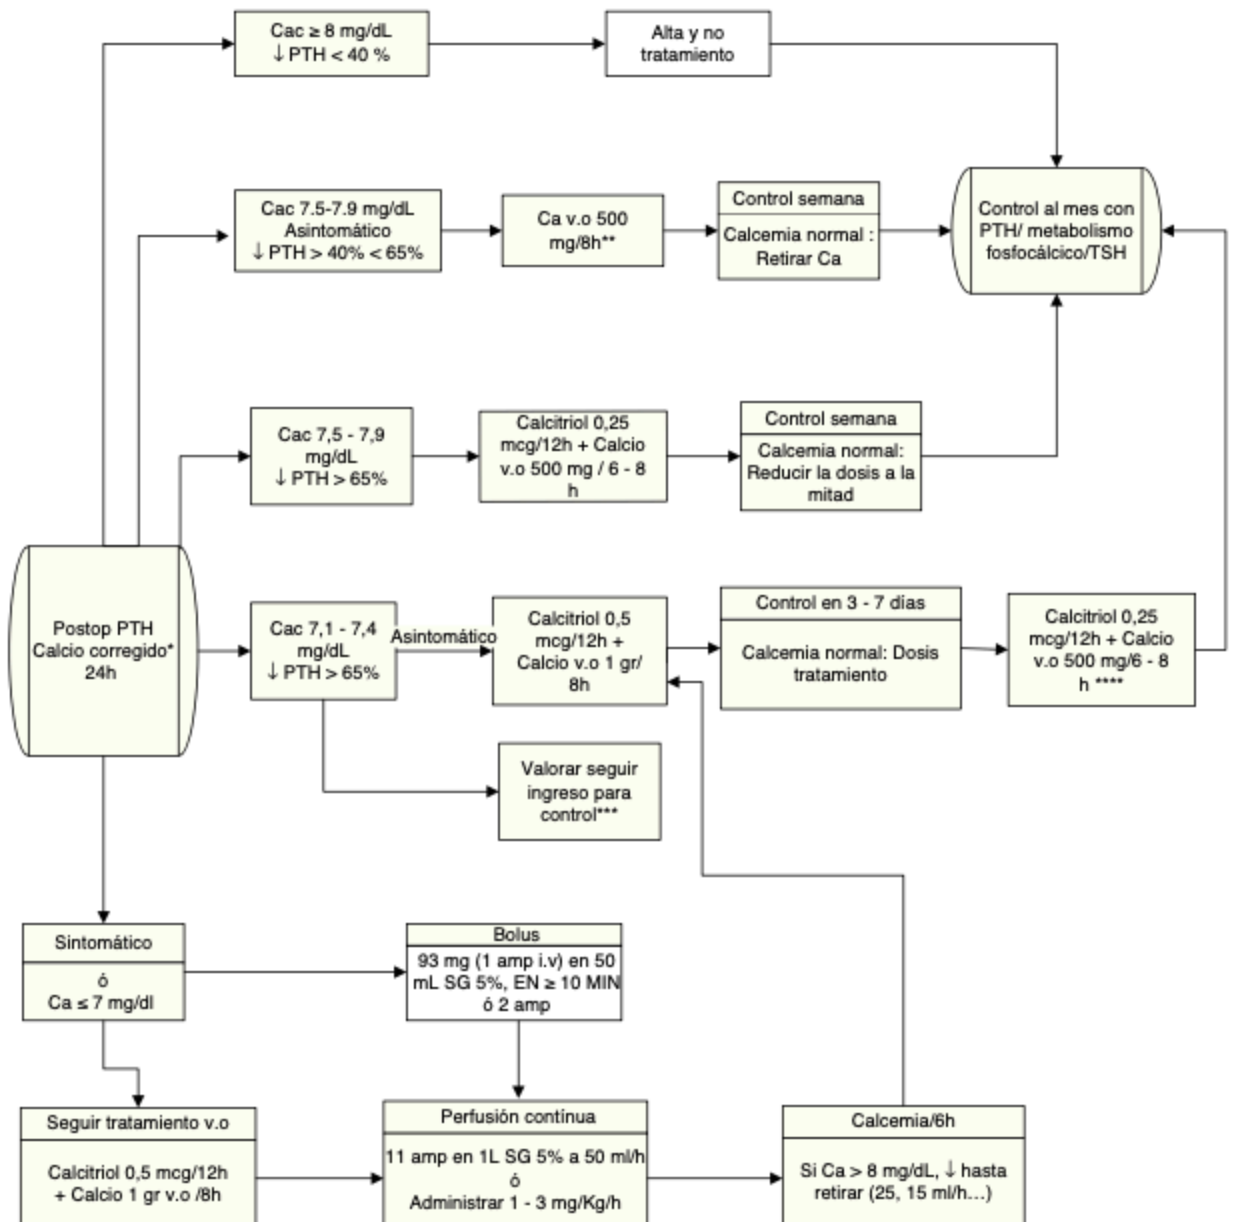 Cac ≥ 8 mg/dL
↓ PTH < 40 %
Alta y no
tratamiento
Cac 7.5-7.9 mg/dL
Asintomático
↓ PTH > 40% < 65%
Ca v.o 500
mg/8h**
Control semana
Calcemia normal :
Retirar Ca
Control al mes con
PTH/ metabolismo
fosfocálcico/TSH
Cac 7,5 - 7,9
mg/dL
↓ PTH > 65%
Calcitriol 0,25
mcg/12h + Calcio
v.o 500 mg / 6 - 8
h
Control semana
Calcemia normal:
Reducir la dosis a la
mitad
Postop PTH
Calcio corregido*
24h
Cac 7,1 - 7,4
mg/dL
↓ PTH > 65%
Asintomático
Calcitriol 0,5
mcg/12h +
Calcio v.o 1 gr/
8h
Control en 3 - 7 días
Calcemia normal: Dosis
tratamiento
Calcitriol 0,25
mcg/12h + Calcio
v.o 500 mg/6 - 8
h ****
Valorar seguir
ingreso para
control***
Sintomático
ó
Ca ≤ 7 mg/dl
Bolus
93 mg (1 amp i.v) en 50
mL SG 5%, EN ≥ 10 MIN
ó 2 amp
Seguir tratamiento v.o
Calcitriol 0,5 mcg/12h
+ Calcio 1 gr v.o /8h
Perfusión contínua
11 amp en 1L SG 5% a 50 ml/h
ó
Administrar 1 - 3 mg/Kg/h
Calcemia/6h
Si Ca > 8 mg/dL, ↓ hasta
retirar (25, 15 ml/h...)